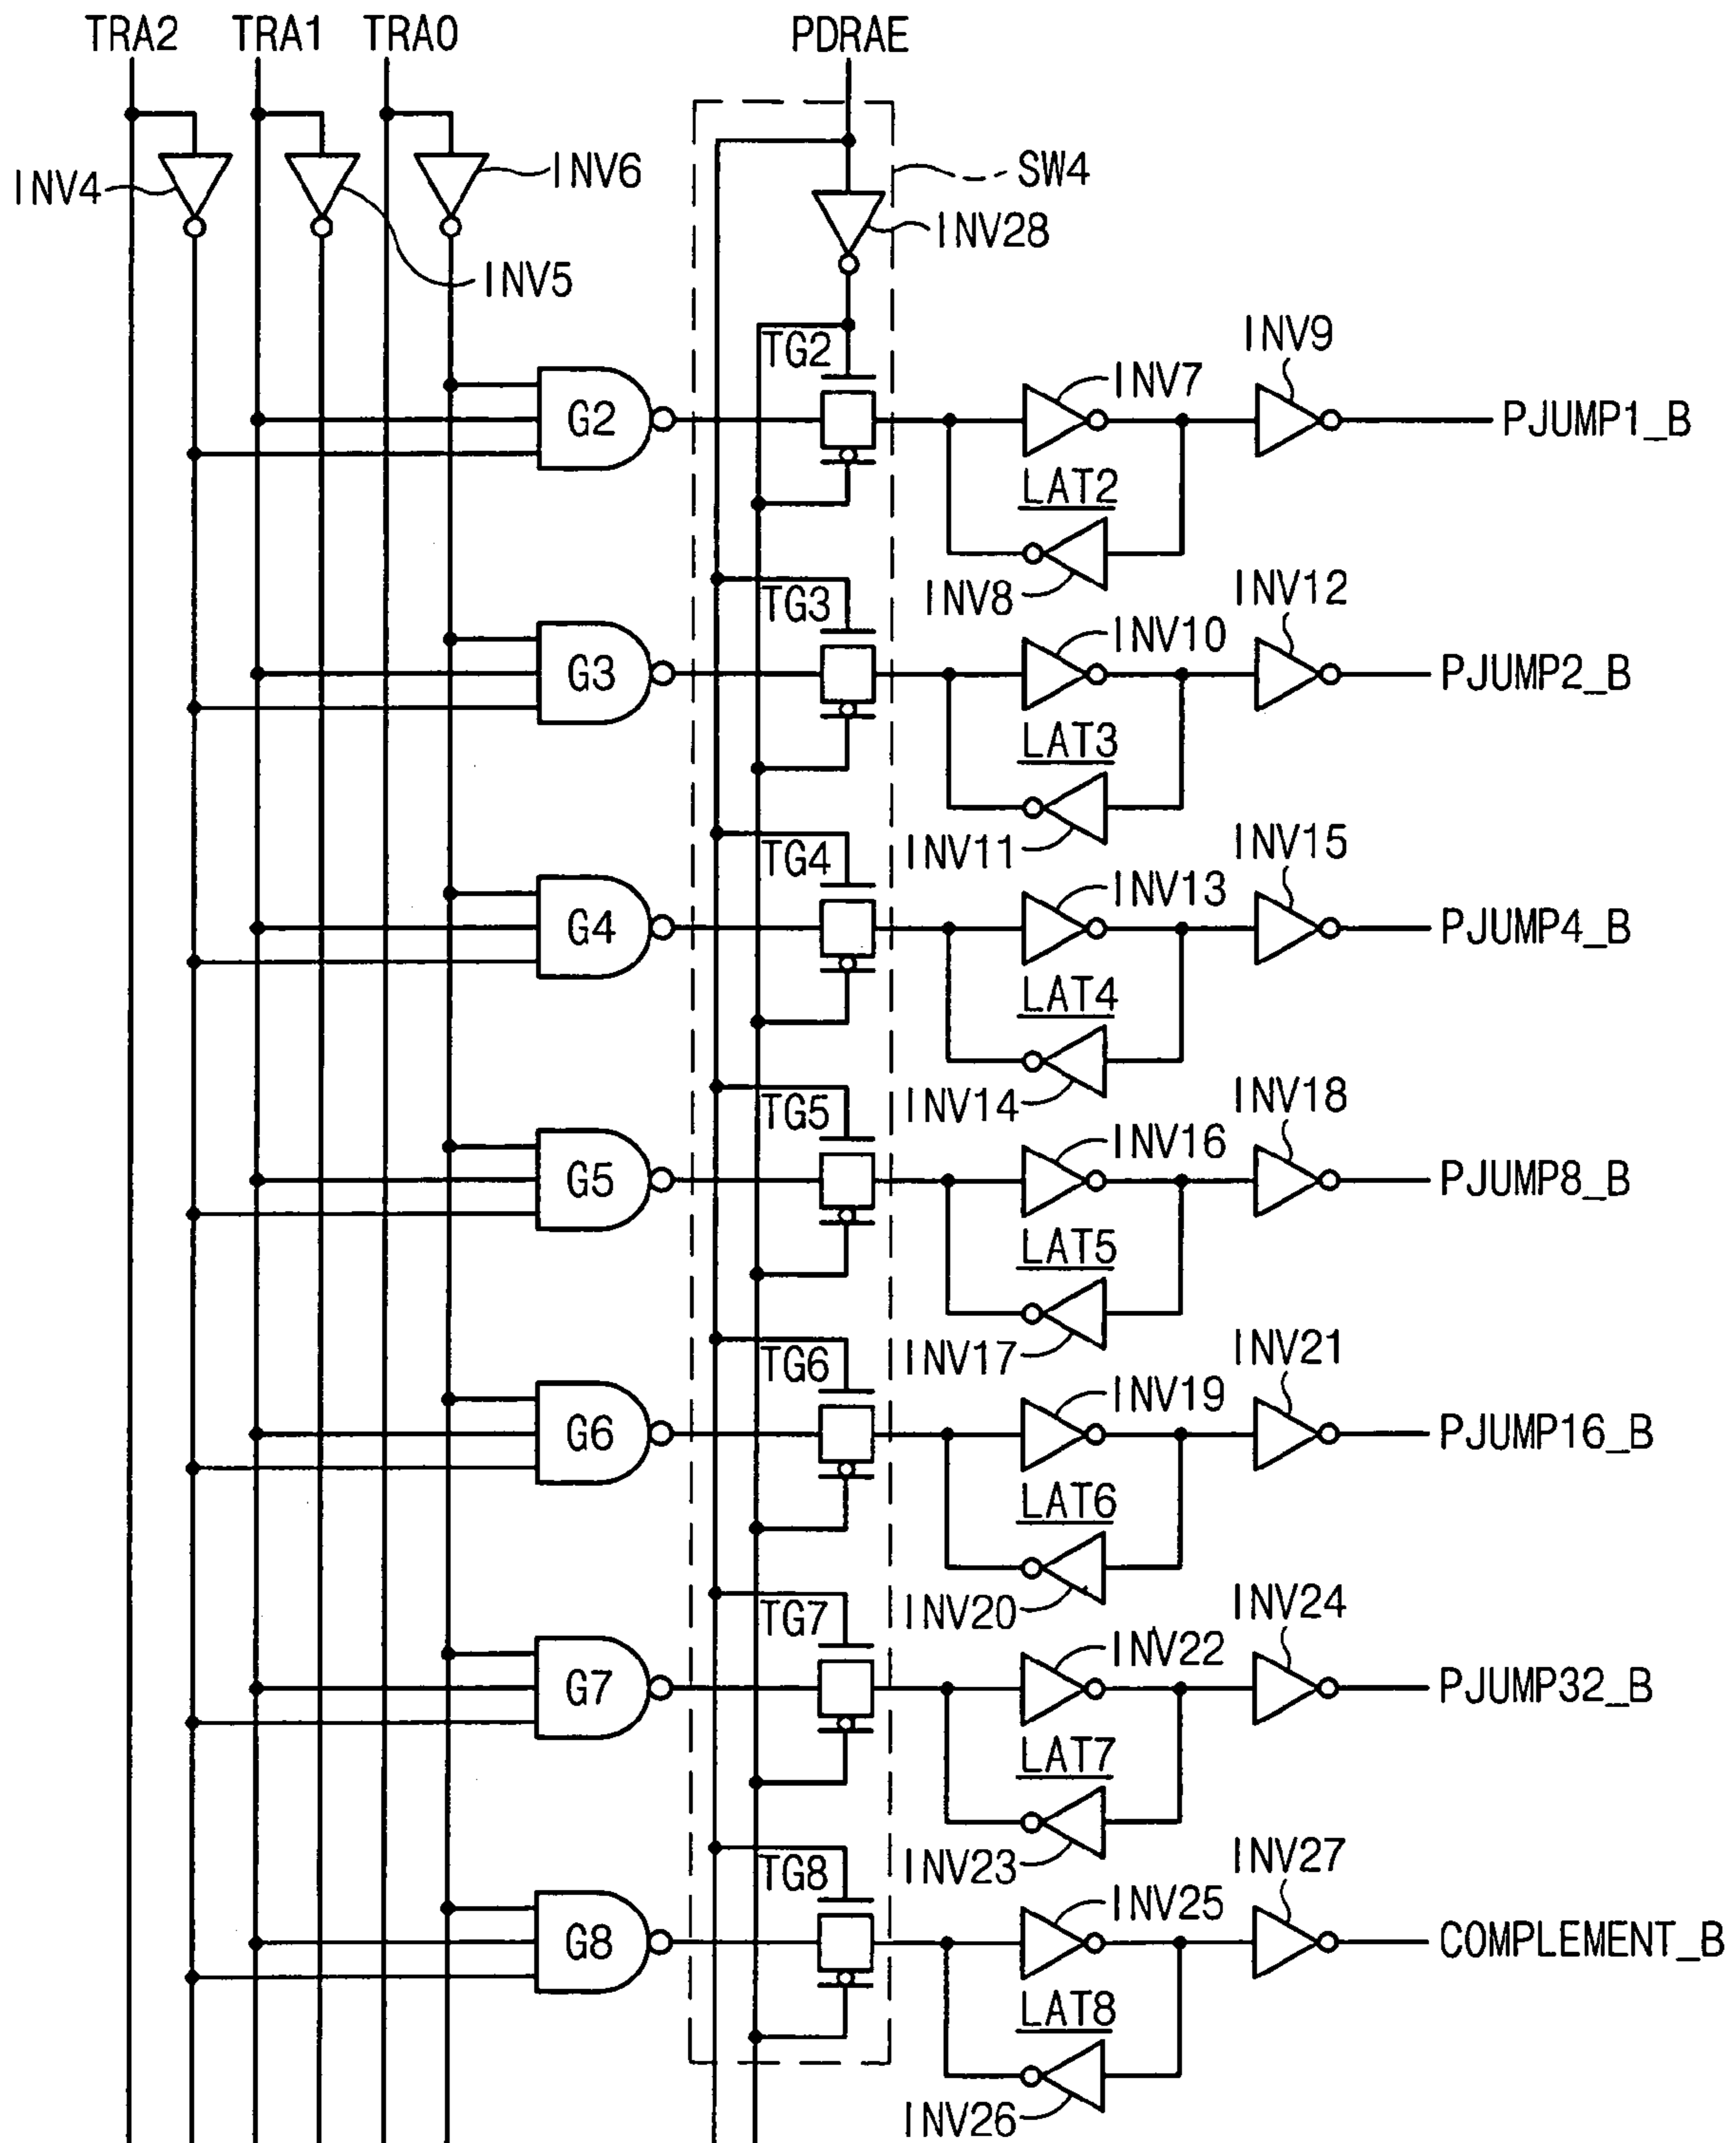 TRA2 TRA1 TRA0 PDRAE
INV4
INV6
SW4
INV28
INV5
TG2
INV9
INV7
G2
PJUMP1_B
LAT2
INV8
TG3
INV12
INV10
G3
PJUMP2_B
LAT3
INV11
TG4
INV15
INV13
G4
PJUMP4_B
LAT4
INV14
TG5
INV18
INV16
G5
PJUMP8_B
LAT5
INV17
TG6
INV21
INV19
G6
PJUMP16_B
LAT6
INV20
TG7
INV24
INV22
G7
PJUMP32_B
LAT7
INV23
TG8
INV27
INV25
G8
COMPLEMENT_B
LAT8
INV26